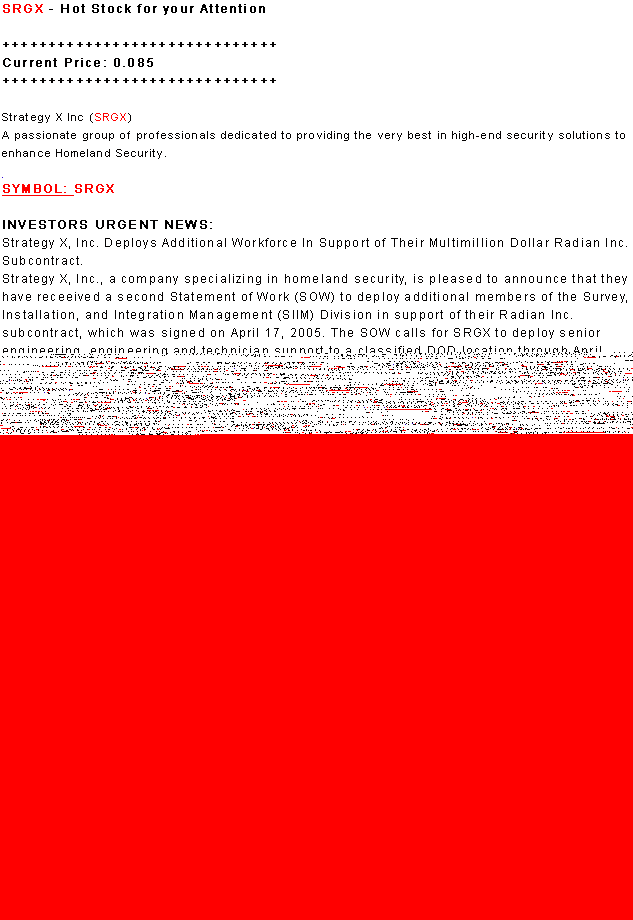 SRGX - Hot Stock for your Attention
++++++++++++++++++++++++++++++
Current Price: 0.085
++++++++++++++++++++++++++++++
Strategy X Inc (SRGX)
A passionate group of professionals dedicated to providing the very best in high-end security solutions to
enhance Homeland Security.
.
SYMBOL: SRGX
INVESTORS URGENT NEWS:
Strategy X, Inc. Deploys Additional Workforce In Support of Their Multimillion Dollar Radian Inc.
Subcontract.
Strategy X, Inc., a company specializing in homeland security, is pleased to announce that they
have receeived a second Statement of Work (SOW) to deploy additional members of the Survey,
Installation, and Integration Management (SIIM) Division in support of their Radian Inc.
subcontract, which was signed on April 17, 2005. The SOW calls for SRGX to deploy senior
engineering, engineering and technician support to a classified DOD location through April